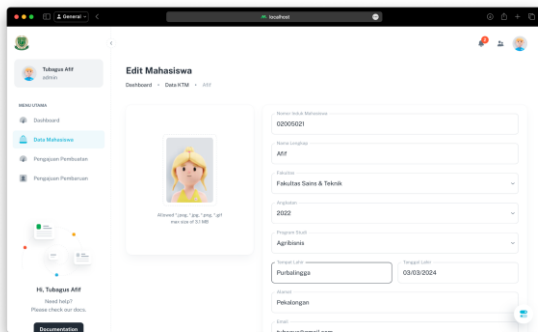 General
localhost
Tubagus Afif
admin
MENU UTAMA
Dashboard
Data Mahasiswa
Pengajuan Pembuatan
Pengajuan Pembaruan
Hi, Tubagus Afif
Need help?
Please check our docs.
Documentation
Edit Mahasiswa
Dashboard • Data KTM • Afif
Allowed *.jpeg, *.jpg, *.png, *.gif
max size of 3.1 MB
Nomor Induk Mahasiswa
02005021
Nama Lengkap
Afif
Fakultas
Fakultas Sains & Teknik
Angkatan
2022
Program Studi
Agribisnis
Tempat Lahir
Purbalingga
Tanggal Lahir
03/03/2024
Alamat
Pekalongan
Email